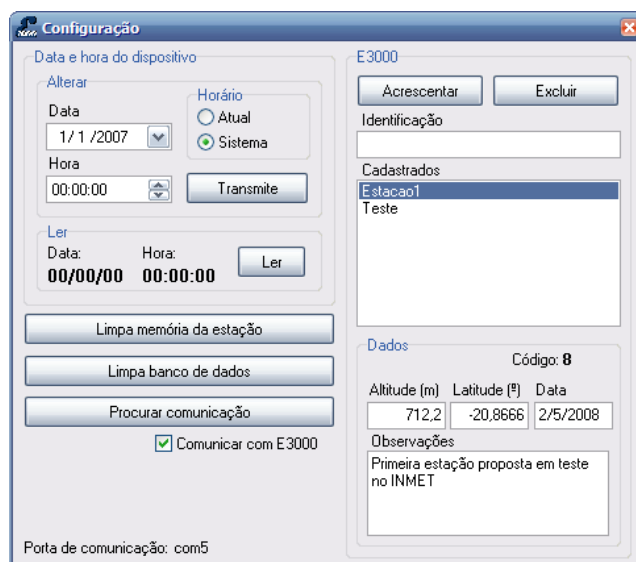 Configuração
Data e hora do dispositivo
Alterar
Data
1/ 1 /2007
Hora
00:00:00
Horário
Atual
Sistema
Transmite
Ler
Data:
Hora:
00/00/00
00:00:00
Ler
Limpa memória da estação
Limpa banco de dados
Procurar comunicação
Comunicar com E3000
Porta de comunicação: com5
E3000
Acrescentar
Excluir
Identificação
Cadastrados
Estacao1
Teste
Dados
Código: 8
Altitude (m)
Latitude (º)
Data
712,2
-20,8666
2/5/2008
Observações
Primeira estação proposta em teste
no INMET